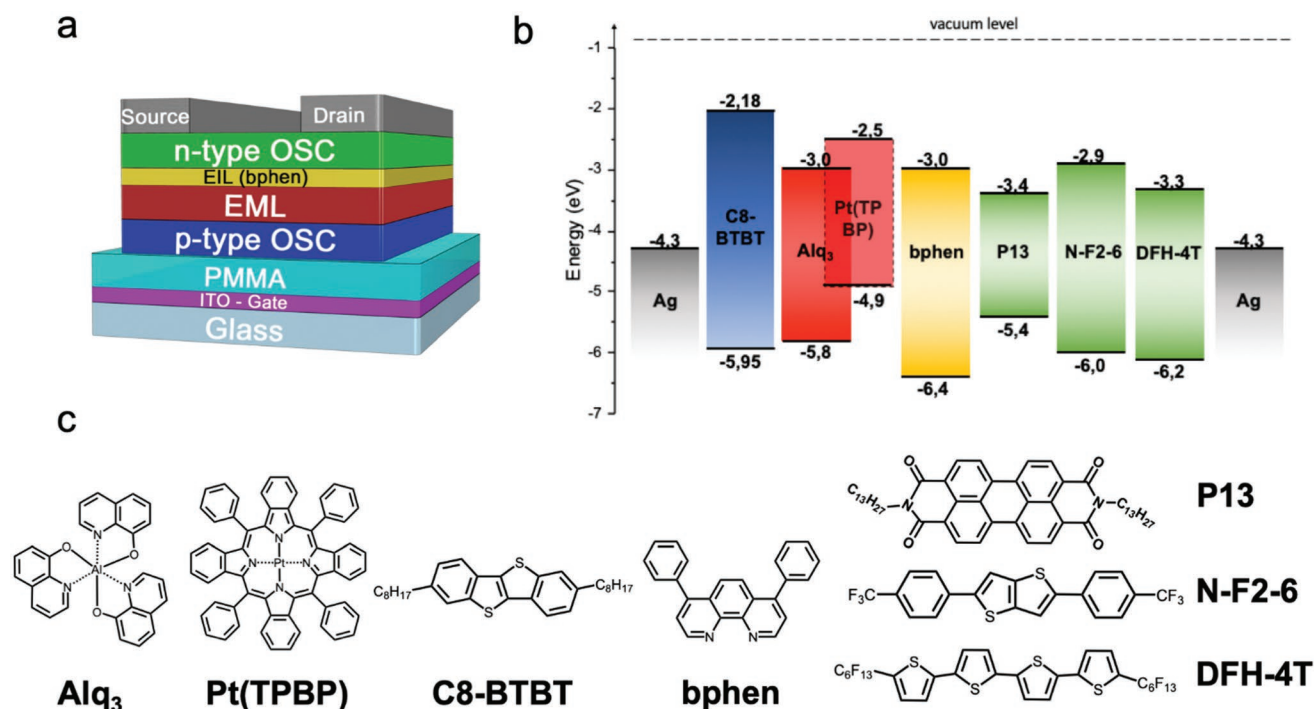 a
Source
Drain
n-type OSC
EIL (bphen)
EML
p-type OSC
PMMA
ITO - Gate
Glass
b
vacuum level
Energy (eV)
-1
-2
-3
-4
-5
-6
-7
-4,3
Ag
-2,18
C8-
BTBT
-5,95
-3,0
Alq3
-5,8
-2,5
Pt(TP
BP)
-4,9
-3,0
bphen
-6,4
-3,4
P13
-5,4
-2,9
N-F2-6
-6,0
-3,3
DFH-4T
-6,2
-4,3
Ag
c
N
O
Al
O
N
N
O
Alq3
N
N
Pt
N
N
Pt(TPBP)
S
C8H17
C8H17
S
C8-BTBT
N
N
bphen
O
O
C13H27
N
N
C13H27
O
O
P13
S
F3C
CF3
S
N-F2-6
C6F13
S
S
S
S
C6F13
DFH-4T